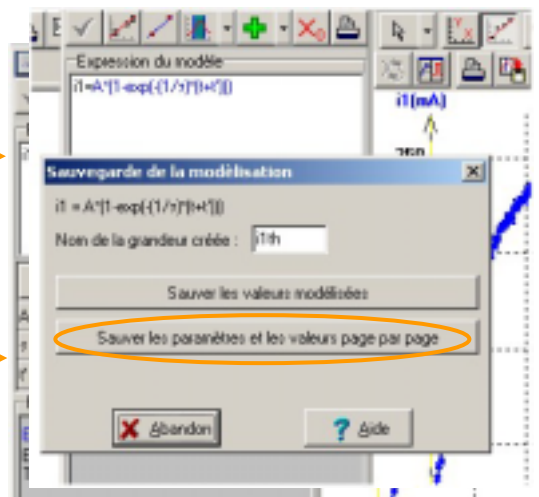 Expression du modèle
i1=A*(1-exp(-(1/τ)*(t+t')))
i1(mA)
Sauvegarde de la modélisation
i1 = A*(1-exp(-(1/τ)*(t+t')))
Nom de la grandeur créée : i1th
Sauver les valeurs modélisées
Sauver les paramètres et les valeurs page par page
Abandon
Aide